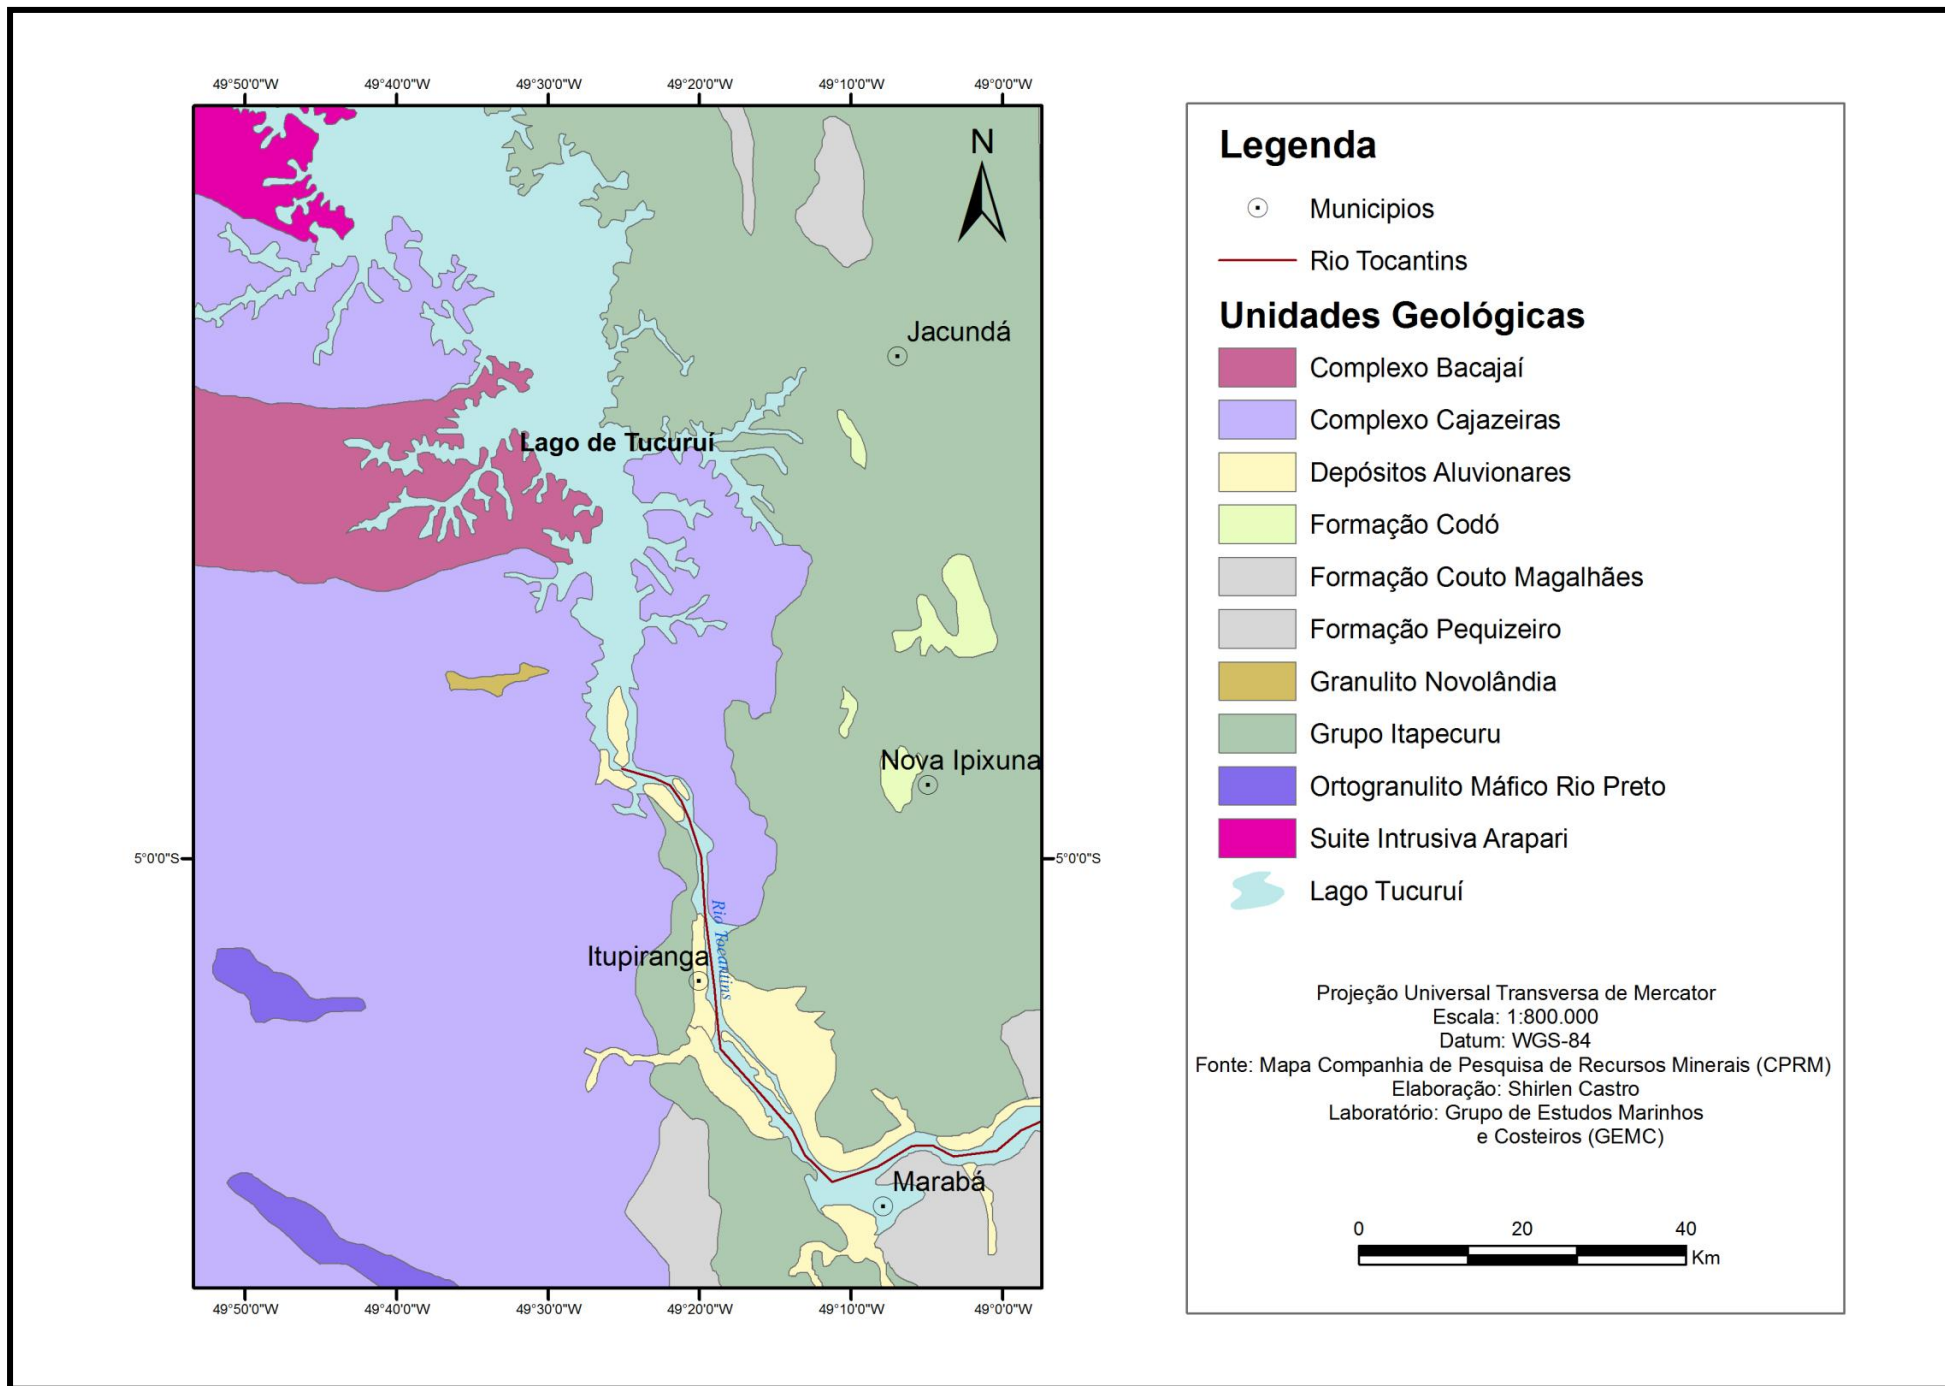 49°50'0"W 49°40'0"W 49°30'0"W 49°20'0"W 49°10'0"W 49°0'0"W
N
Jacundá
Lago de Tucuruí
Nova Ipixuna
5°0'0"S
5°0'0"S
Rio Tocantins
Itupiranga
Marabá
49°50'0"W 49°40'0"W 49°30'0"W 49°20'0"W 49°10'0"W 49°0'0"W
Legenda
Municipios
Rio Tocantins
Unidades Geológicas
Complexo Bacajaí
Complexo Cajazeiras
Depósitos Aluvionares
Formação Codó
Formação Couto Magalhães
Formação Pequizeiro
Granulito Novolândia
Grupo Itapecuru
Ortogranulito Máfico Rio Preto
Suite Intrusiva Arapari
Lago Tucuruí
Projeção Universal Transversa de Mercator
Escala: 1:800.000
Datum: WGS-84
Fonte: Mapa Companhia de Pesquisa de Recursos Minerais (CPRM)
Elaboração: Shirlen Castro
Laboratório: Grupo de Estudos Marinhos
e Costeiros (GEMC)
0 20 40
Km